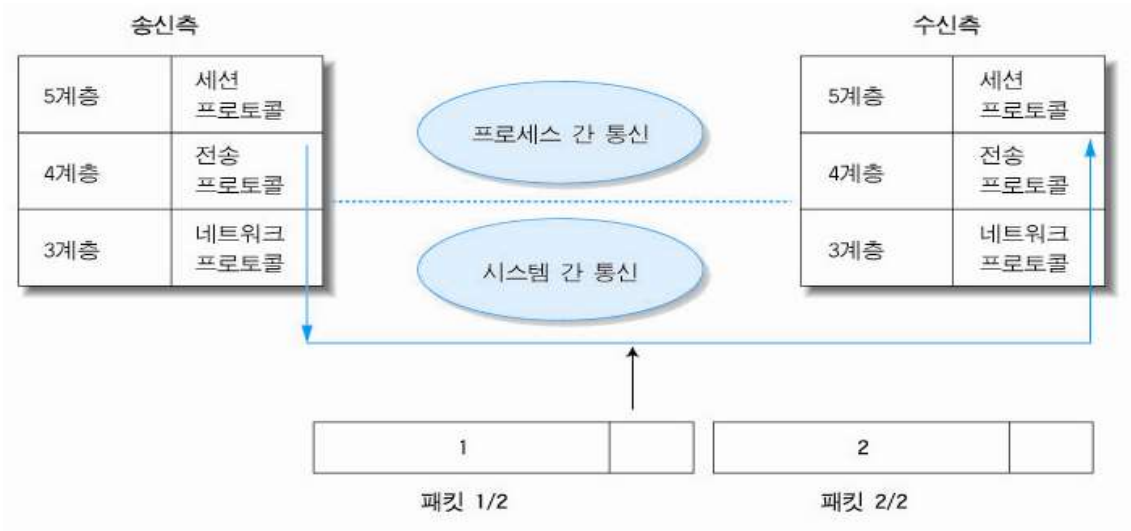 송신측
수신측
5계층
세션
프로토콜
4계층
전송
프로토콜
3계층
네트워크
프로토콜
프로세스 간 통신
시스템 간 통신
5계층
세션
프로토콜
4계층
전송
프로토콜
3계층
네트워크
프로토콜
1
2
패킷 1/2
패킷 2/2